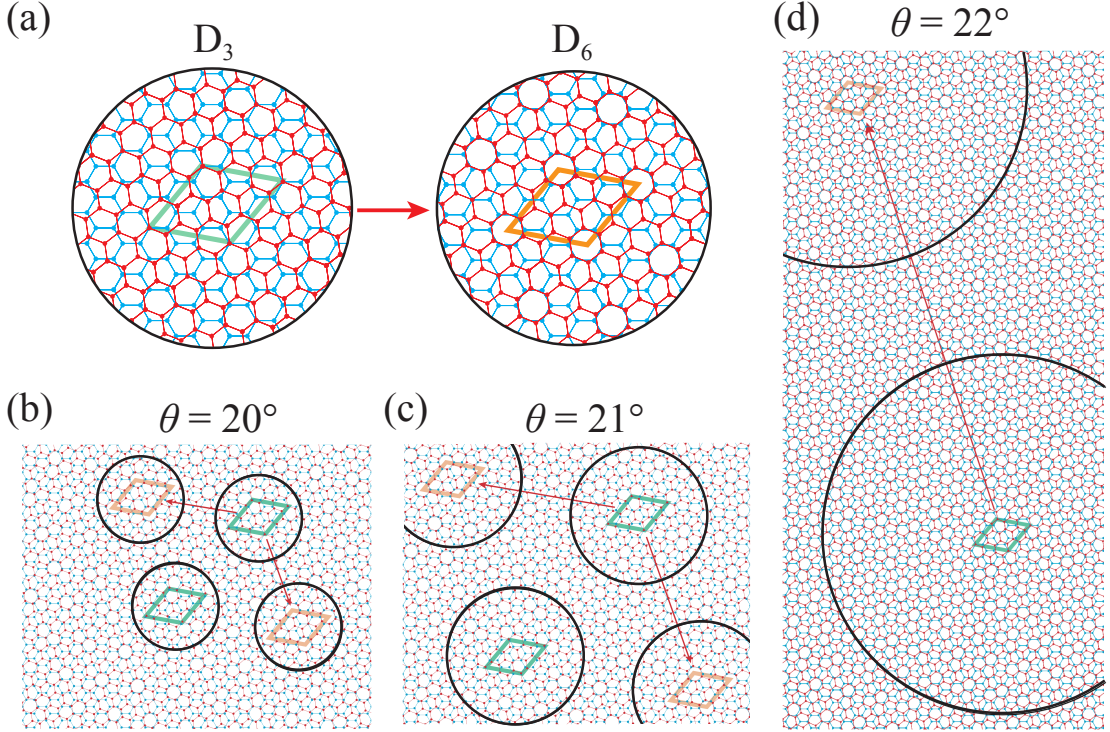 (a)
D₃
D₆
(b)
θ = 20°
(c)
θ = 21°
(d)
θ = 22°